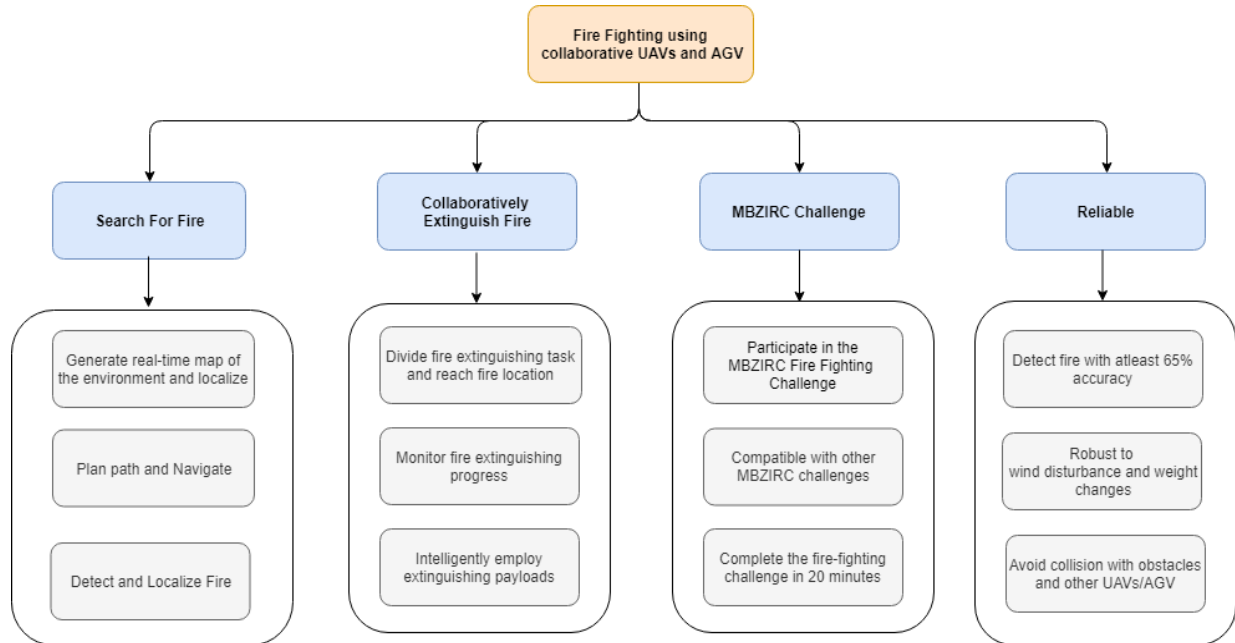 Fire Fighting using
collaborative UAVs and AGV
Search For Fire
Collaboratively
Extinguish Fire
MBZIRC Challenge
Reliable
Generate real-time map of
the environment and localize
Plan path and Navigate
Detect and Localize Fire
Divide fire extinguishing task
and reach fire location
Monitor fire extinguishing
progress
Intelligently employ
extinguishing payloads
Participate in the
MBZIRC Fire Fighting
Challenge
Compatible with other
MBZIRC challenges
Complete the fire-fighting
challenge in 20 minutes
Detect fire with atleast 65%
accuracy
Robust to
wind disturbance and weight
changes
Avoid collision with obstacles
and other UAVs/AGV